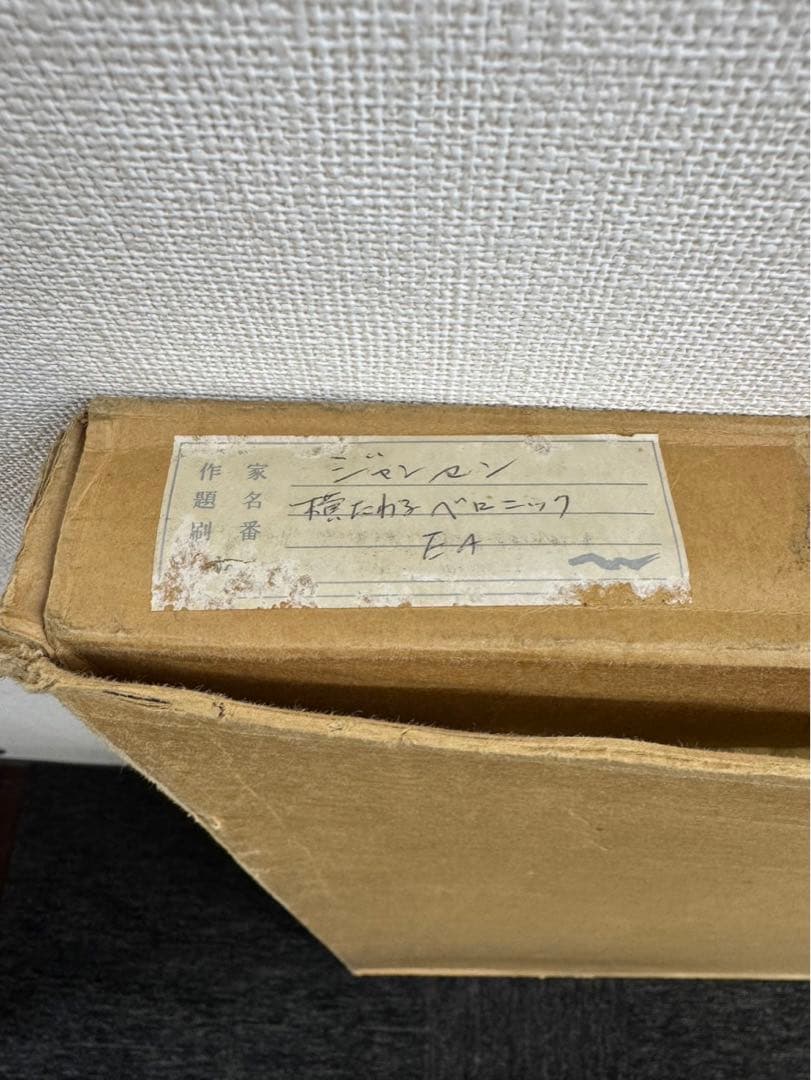 作家 ジャンセン
題名 横たわるベロニック
刷番 EA